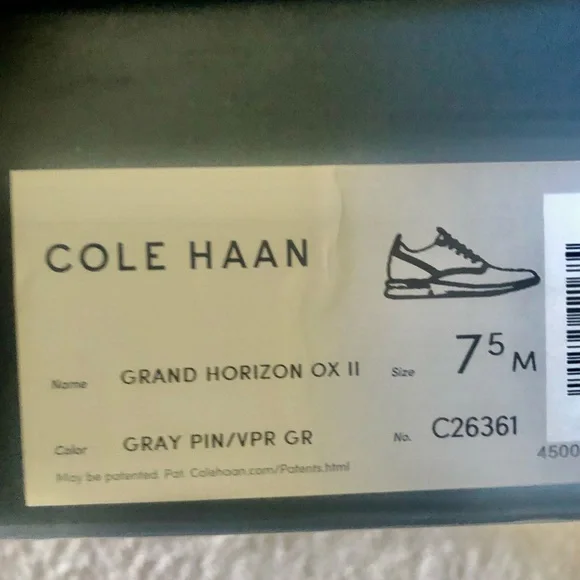 COLE HAAN
Name GRAND HORIZON OX II Size 7⁵ M
Color GRAY PIN/VPR GR No. C26361
May be patented. Pat. Colehaan.com/Patents.html
4500